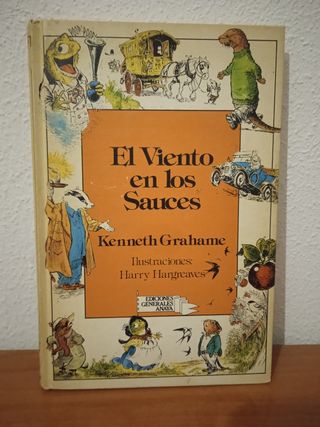 El Viento
en los
Sauces
Kenneth Grahame
Ilustraciones:
Harry Hargreaves
EDICIONES
GENERALES
ANAYA